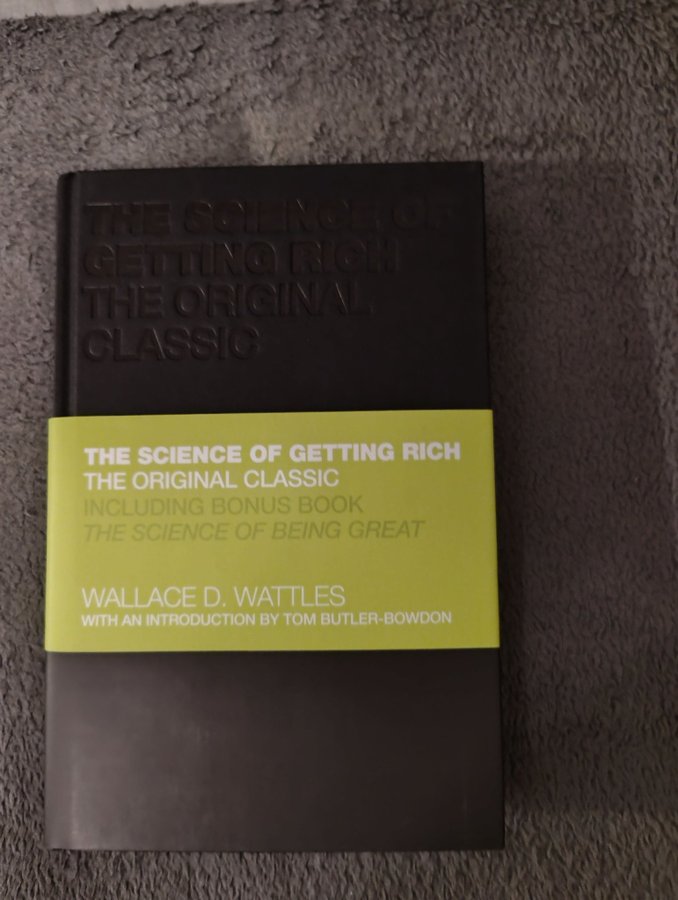 THE SCIENCE OF
GETTING RICH
THE ORIGINAL
CLASSIC
THE SCIENCE OF GETTING RICH
THE ORIGINAL CLASSIC
INCLUDING BONUS BOOK
THE SCIENCE OF BEING GREAT
WALLACE D. WATTLES
WITH AN INTRODUCTION BY TOM BUTLER-BOWDON